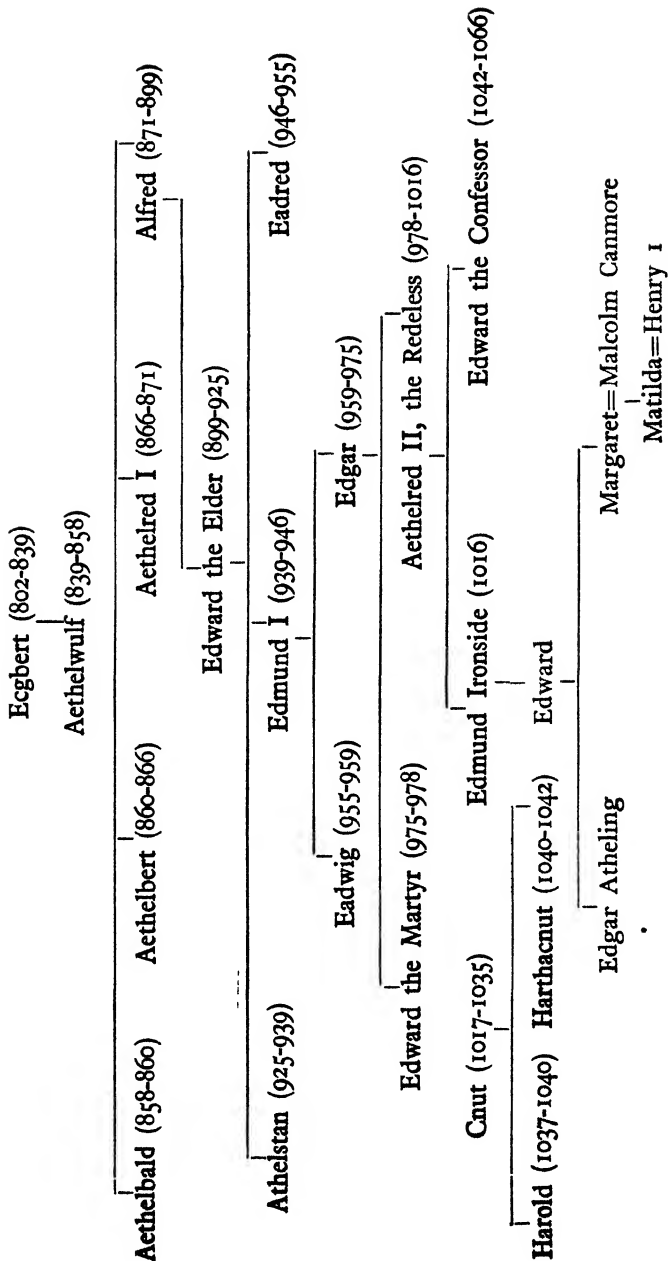 Ecgbert (802-839)
Aethelwulf (839-858)
Aethelbald (858-860) Aethelbert (860-866) Aethelred I (866-871) Alfred (871-899)
Edward the Elder (899-925)
Athelstan (925-939) Edmund I (939-946) Eadred (946-955)
Eadwig (955-959) Edgar (959-975)
Edward the Martyr (975-978) Aethelred II, the Redeless (978-1016)
Cnut (1017-1035) Edmund Ironside (1016) Edward the Confessor (1042-1066)
Harold (1037-1040) Harthacnut (1040-1042) Edward
Edgar Atheling Margaret=Malcolm Canmore
Matilda=Henry I